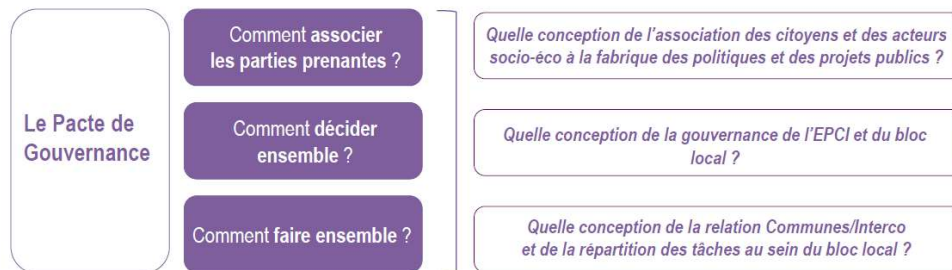 Le Pacte de
Gouvernance
Comment associer
les parties prenantes ?
Quelle conception de l'association des citoyens et des acteurs
socio-éco à la fabrique des politiques et des projets publics ?
Comment décider
ensemble ?
Quelle conception de la gouvernance de l'EPCI et du bloc
local ?
Comment faire ensemble ?
Quelle conception de la relation Communes/Interco
et de la répartition des tâches au sein du bloc local ?